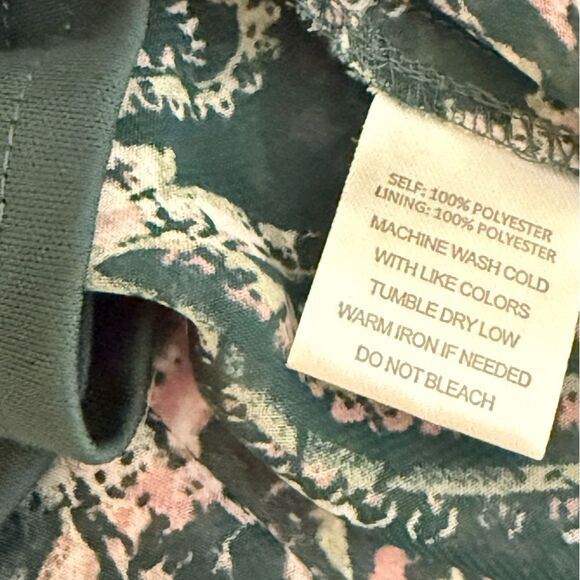 SELF: 100% POLYESTER
LINING: 100% POLYESTER
MACHINE WASH COLD
WITH LIKE COLORS
TUMBLE DRY LOW
WARM IRON IF NEEDED
DO NOT BLEACH